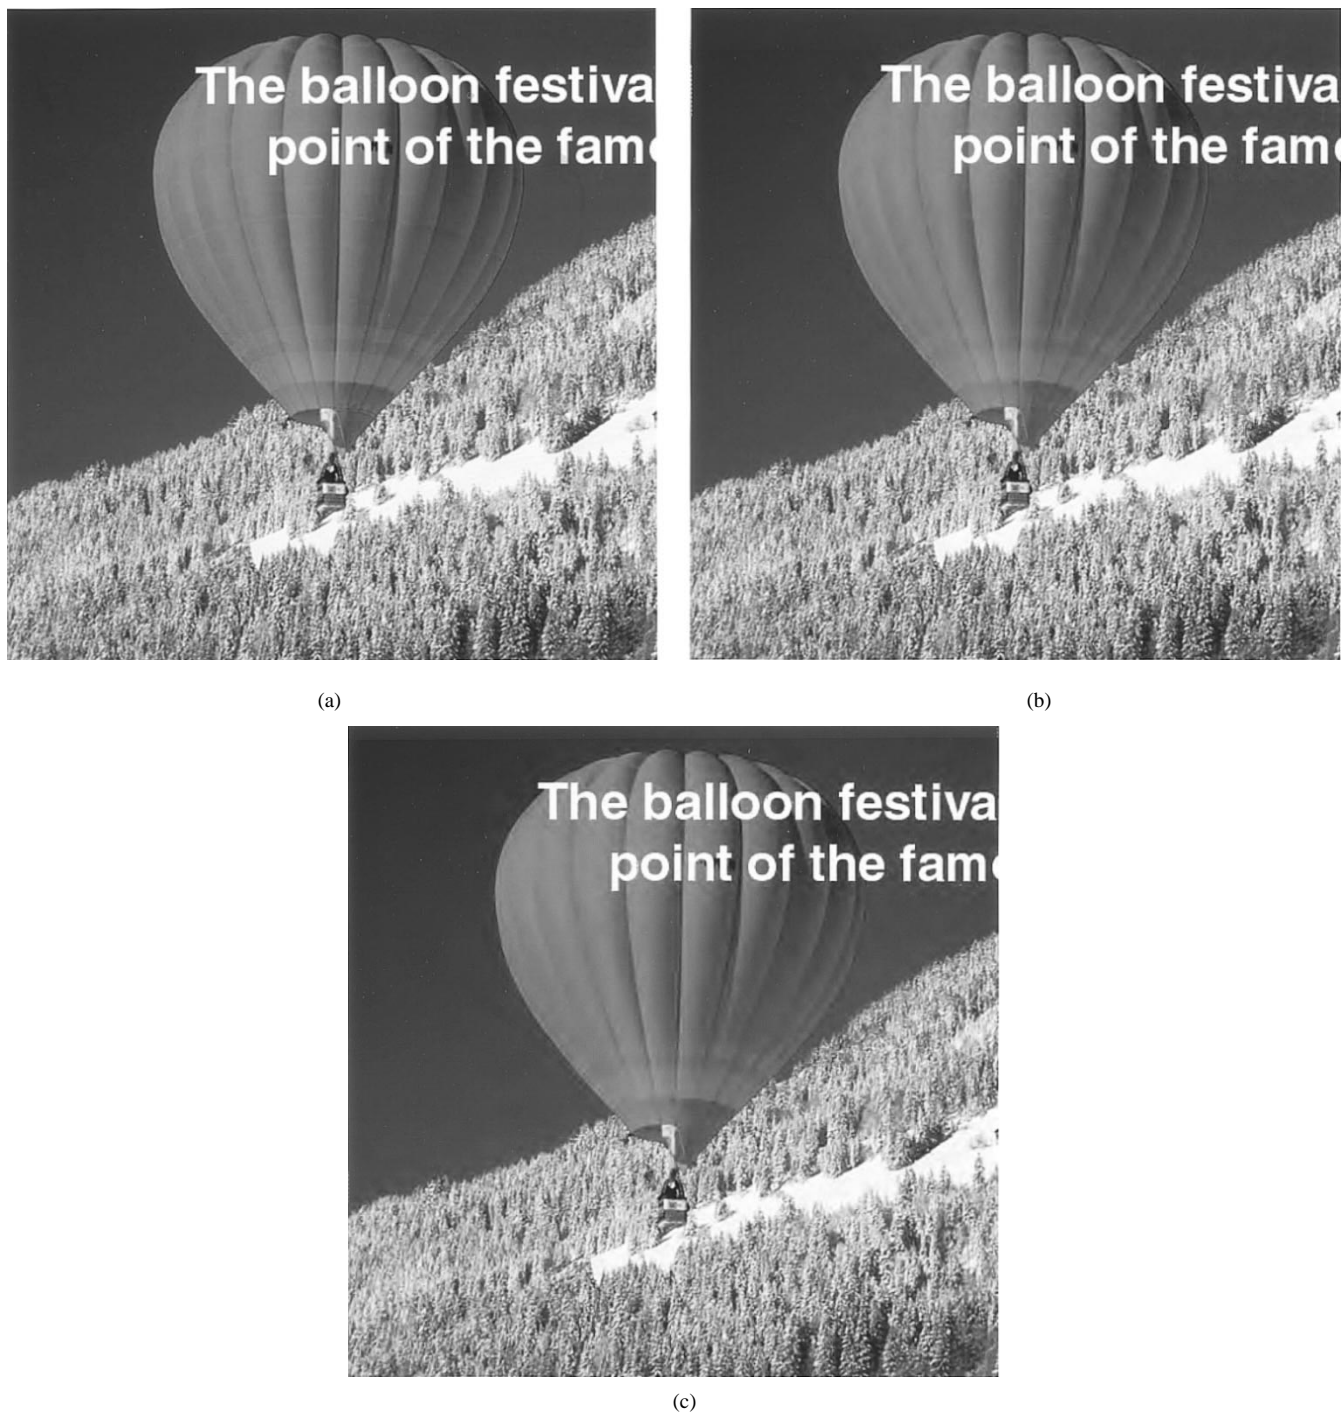 The balloon festiva
point of the fam
The balloon festiva
point of the fam
(a)
(b)
The balloon festiva
point of the fam
(c)